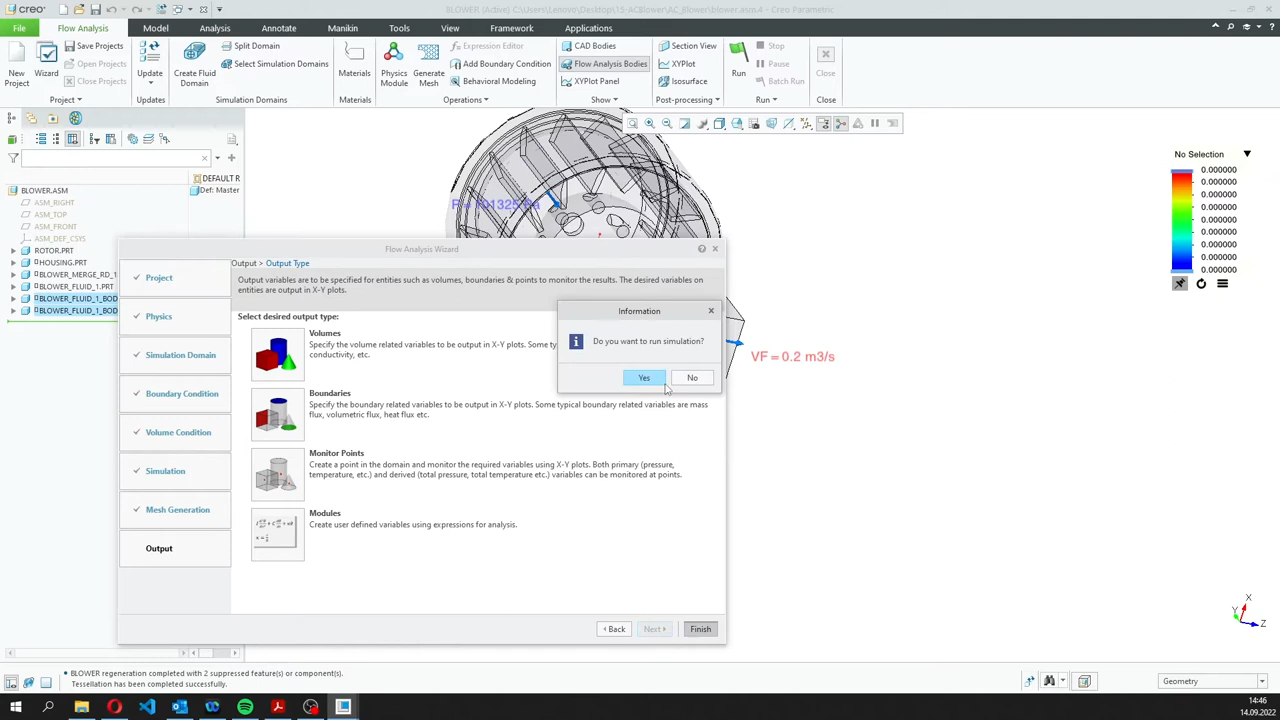 creo
BLOWER (Active) C:\Users\Lenovo\Desktop\15. ACBlower\AC_Blower\blower.asm.4 - Creo Parametric
File Flow Analysis Model Analysis Annotate Manikin Tools View Framework Applications
New Project
Wizard
Save Projects
Open Projects
Close Projects
Project
Update
Updates
Create Fluid Domain
Split Domain
Select Simulation Domains
Simulation Domains
Materials
Materials
Physics Module
Generate Mesh
Expression Editor
Add Boundary Condition
Behavioral Modeling
Operations
CAD Bodies
Flow Analysis Bodies
XYPlot Panel
Show
Section View
XYPlot
Isosurface
Post-processing
Run
Stop
Pause
Batch Run
Run
Close
Close
DEFAULT R
BLOWER.ASM
Def: Master
ASM_RIGHT
ASM_TOP
ASM_FRONT
ASM_DEF_CSYS
ROTOR.PRT
HOUSING.PRT
BLOWER_MERGE_RD_1
BLOWER_FLUID_1.PRT
BLOWER_FLUID_1_BOD
BLOWER_FLUID_1_BOD
P = 101325 Pa
VF = 0.2 m3/s
No Selection
0.000000
0.000000
0.000000
0.000000
0.000000
0.000000
0.000000
0.000000
0.000000
Flow Analysis Wizard
Project
Physics
Simulation Domain
Boundary Condition
Volume Condition
Simulation
Mesh Generation
Output
Output > Output Type
Output variables are to be specified for entities such as volumes, boundaries & points to monitor the results. The desired variables on
entities are output in X-Y plots.
Select desired output type:
Volumes
Specify the volume related variables to be output in X-Y plots. Some ty
conductivity, etc.
Boundaries
Specify the boundary related variables to be output in X-Y plots. Some typical boundary related variables are mass
flux, volumetric flux, heat flux etc.
Monitor Points
Create a point in the domain and monitor the required variables using X-Y plots. Both primary (pressure,
temperature, etc.) and derived (total pressure, total temperature etc.) variables can be monitored at points.
Modules
Create user defined variables using expressions for analysis.
Information
Do you want to run simulation?
Yes No
Back Next Finish
X
Y
Z
BLOWER regeneration completed with 2 suppressed feature(s) or component(s).
Tessellation has been completed successfully.
Geometry
14:46
14.09.2022